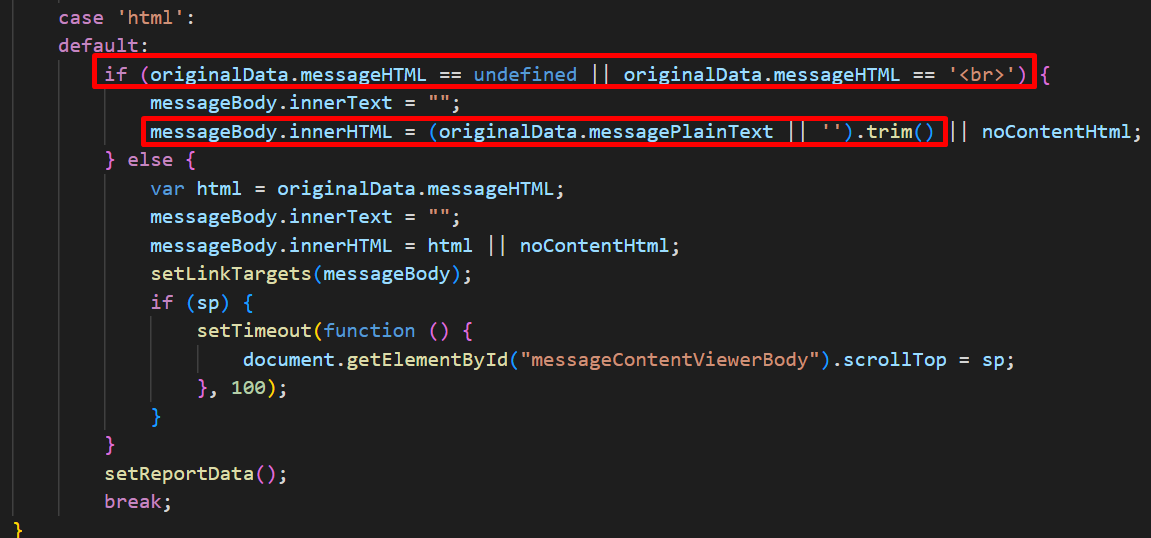 case 'html':
default:
if (originalData.messageHTML == undefined || originalData.messageHTML == '<br>') {
messageBody.innerText = "";
messageBody.innerHTML = (originalData.messagePlainText || '').trim() || noContentHtml;
} else {
var html = originalData.messageHTML;
messageBody.innerText = "";
messageBody.innerHTML = html || noContentHtml;
setLinkTargets(messageBody);
if (sp) {
setTimeout(function () {
document.getElementById("messageContentViewerBody").scrollTop = sp;
}, 100);
}
}
setReportData();
break;
}